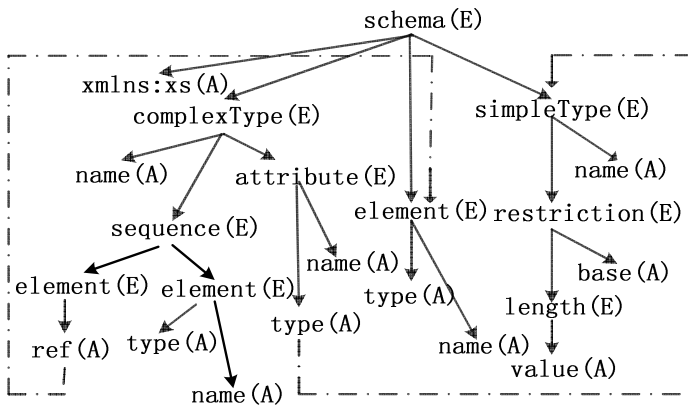 schema(E)
xmlns:xs(A)
complexType(E)
simpleType(E)
name(A)
attribute(E)
name(A)
sequence(E)
element(E)
restriction(E)
name(A)
base(A)
element(E)
element(E)
type(A)
length(E)
type(A)
ref(A)
type(A)
name(A)
value(A)
name(A)